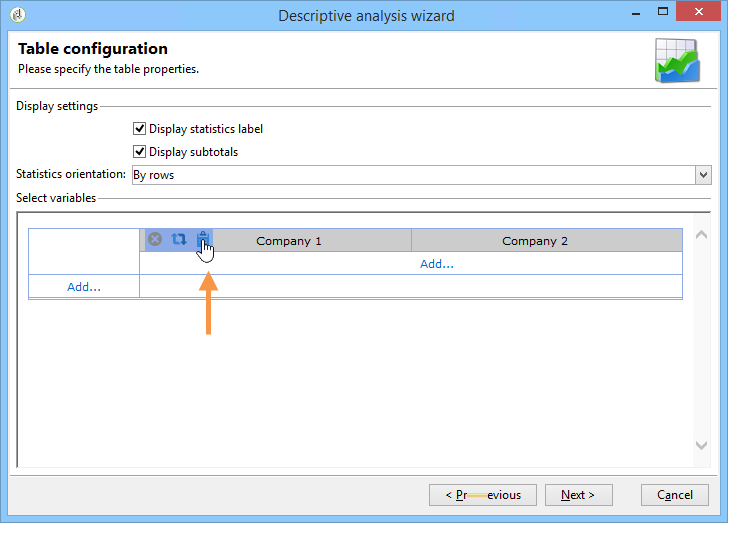 Descriptive analysis wizard
Table configuration
Please specify the table properties.
Display settings
Display statistics label
Display subtotals
Statistics orientation: By rows
Select variables
Company 1 Company 2
Add...
Add...
< Previous Next > Cancel